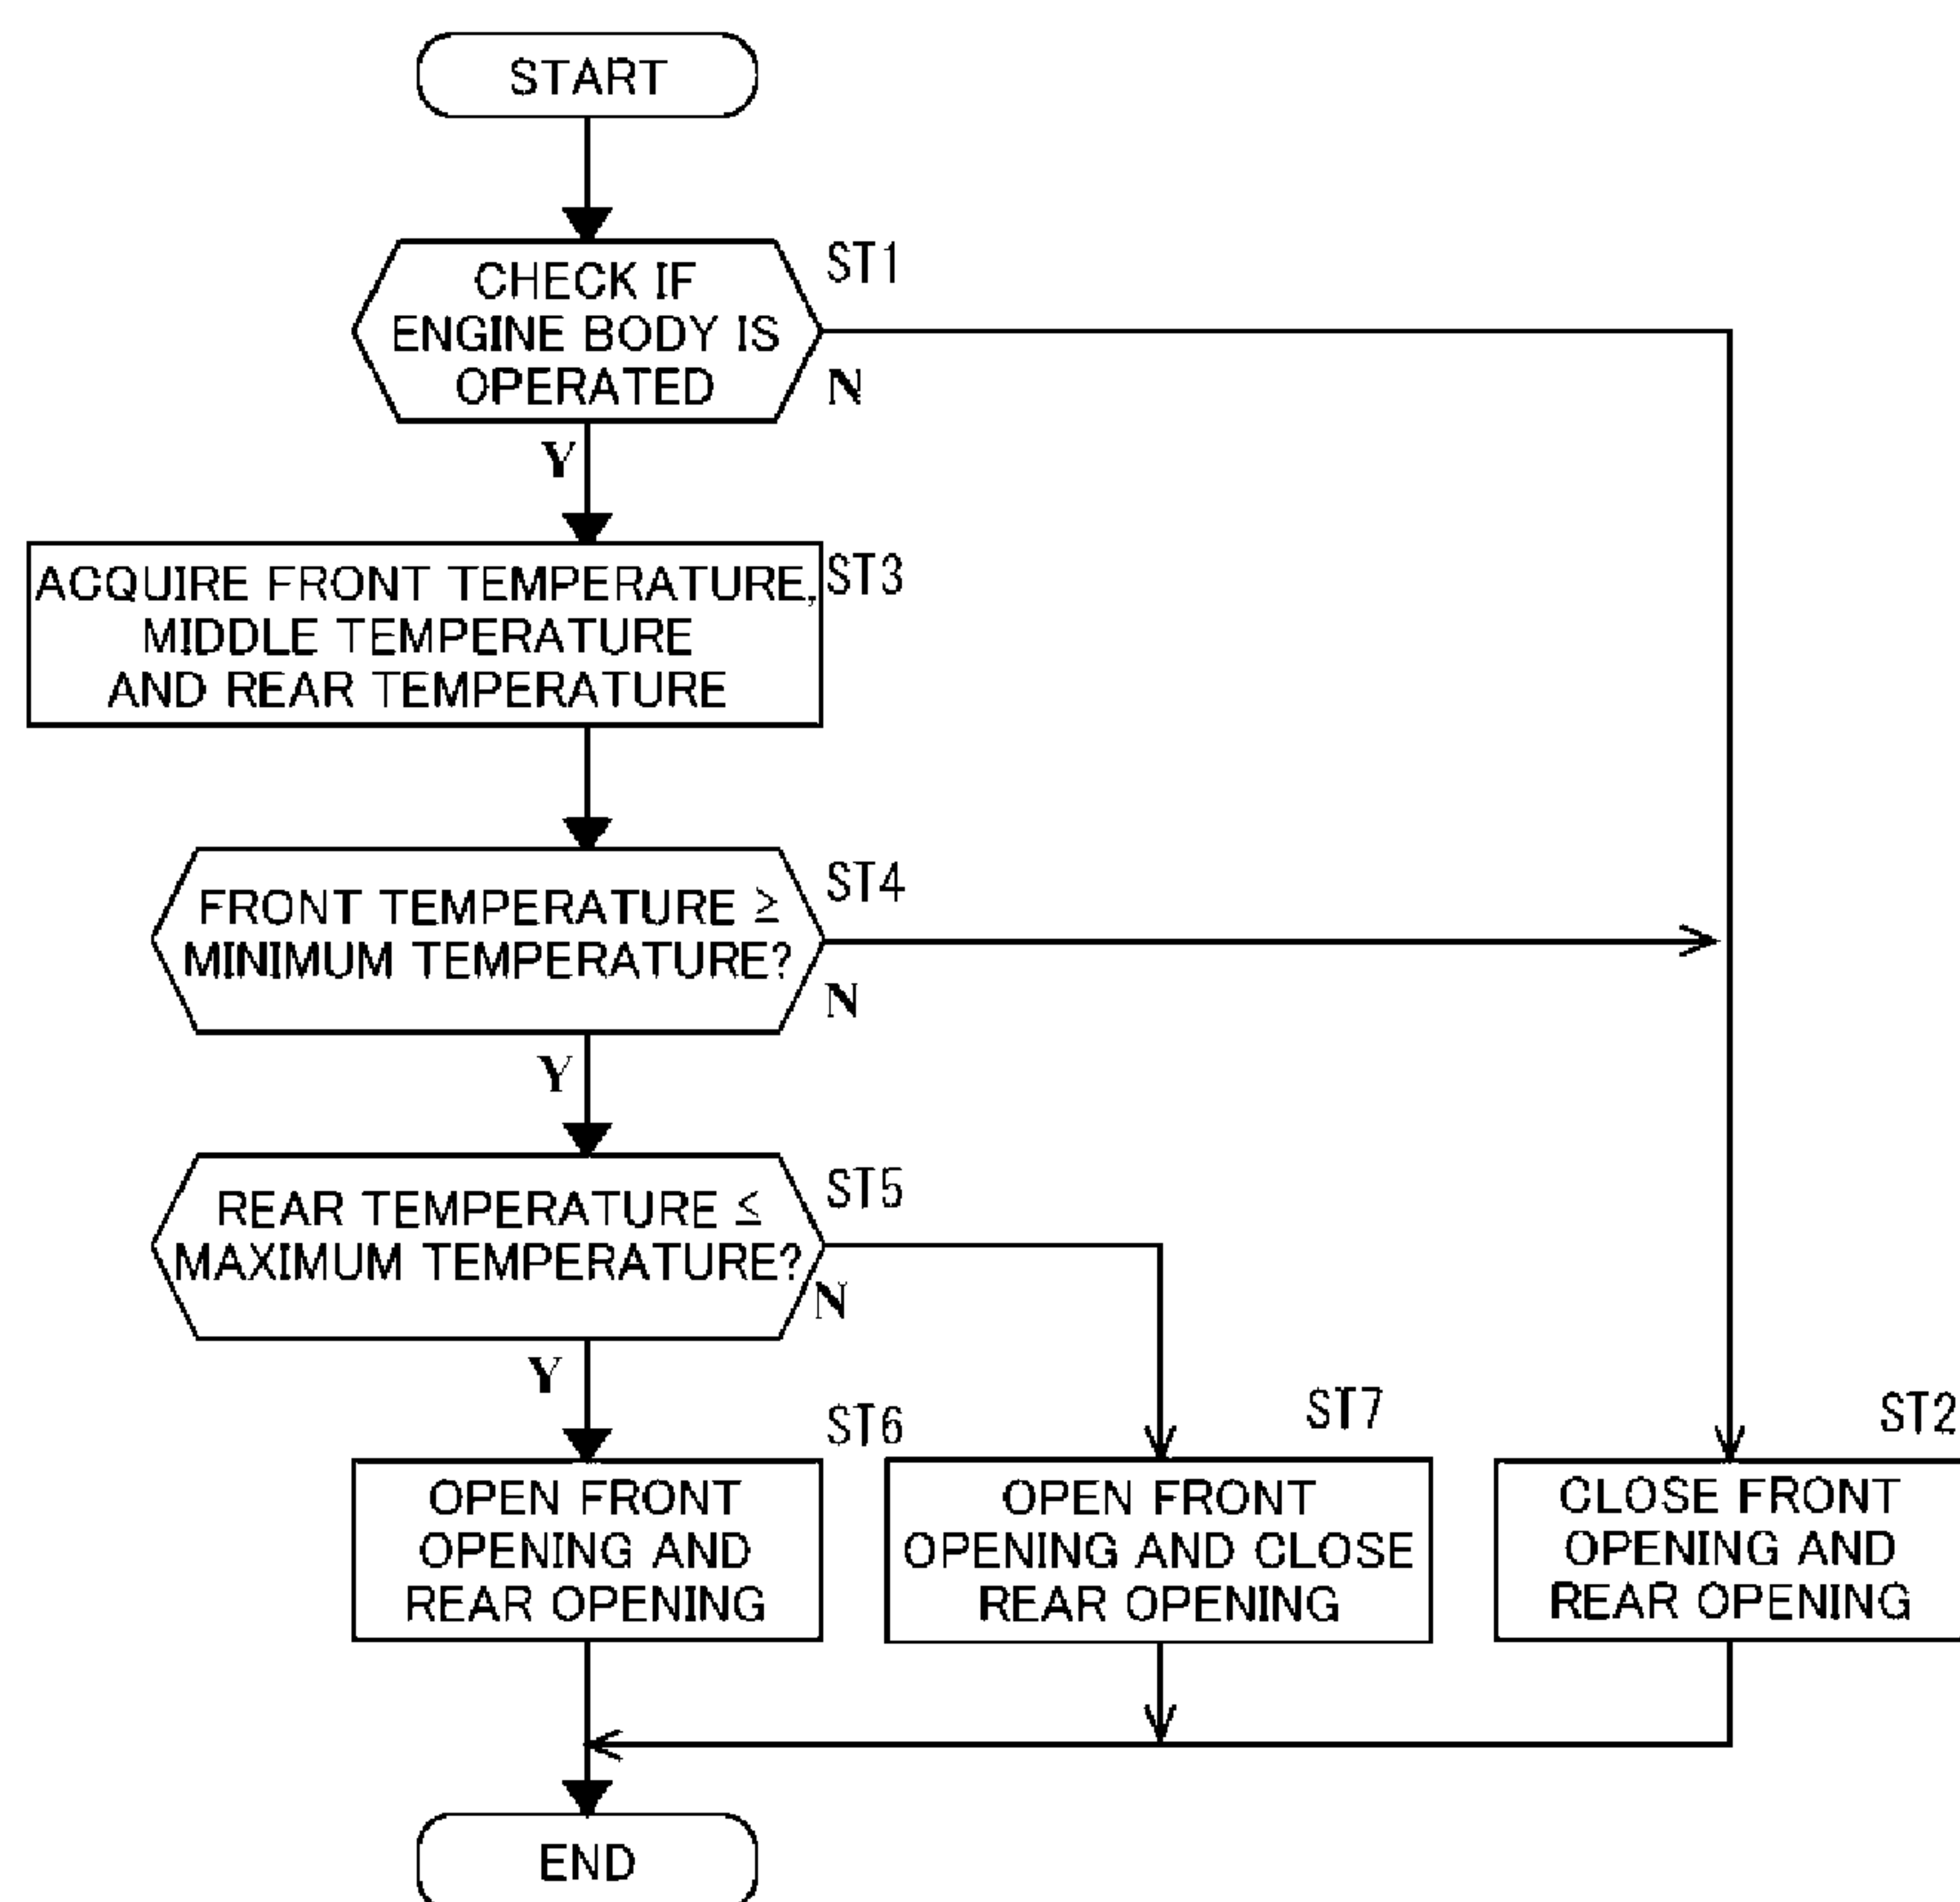 START
CHECK IF
ENGINE BODY IS
OPERATED
ST1
N
Y
ACQUIRE FRONT TEMPERATURE,
MIDDLE TEMPERATURE
AND REAR TEMPERATURE
ST3
FRONT TEMPERATURE ≥
MINIMUM TEMPERATURE?
ST4
N
Y
REAR TEMPERATURE ≤
MAXIMUM TEMPERATURE?
ST5
N
Y
ST6
OPEN FRONT
OPENING AND
REAR OPENING
ST7
OPEN FRONT
OPENING AND CLOSE
REAR OPENING
ST2
CLOSE FRONT
OPENING AND
REAR OPENING
END